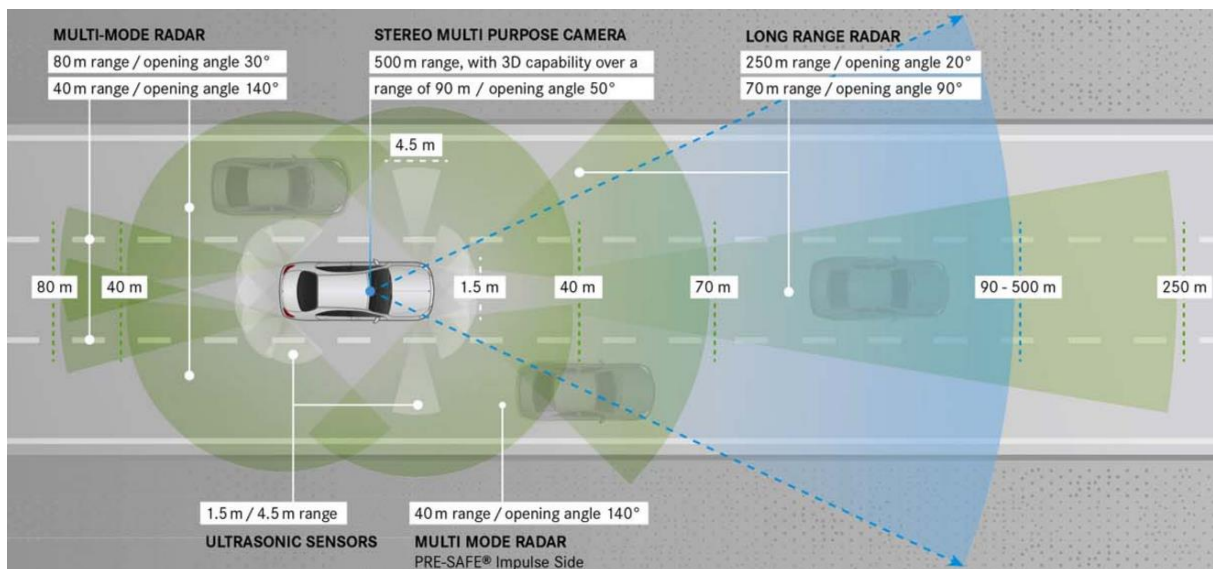 MULTI-MODE RADAR
80 m range / opening angle 30°
40 m range / opening angle 140°
STEREO MULTI PURPOSE CAMERA
500 m range, with 3D capability over a
range of 90 m / opening angle 50°
LONG RANGE RADAR
250 m range / opening angle 20°
70 m range / opening angle 90°
4.5 m
80 m
40 m
1.5 m
40 m
70 m
90 - 500 m
250 m
1.5 m / 4.5 m range
ULTRASONIC SENSORS
40 m range / opening angle 140°
MULTI MODE RADAR
PRE-SAFE® Impulse Side